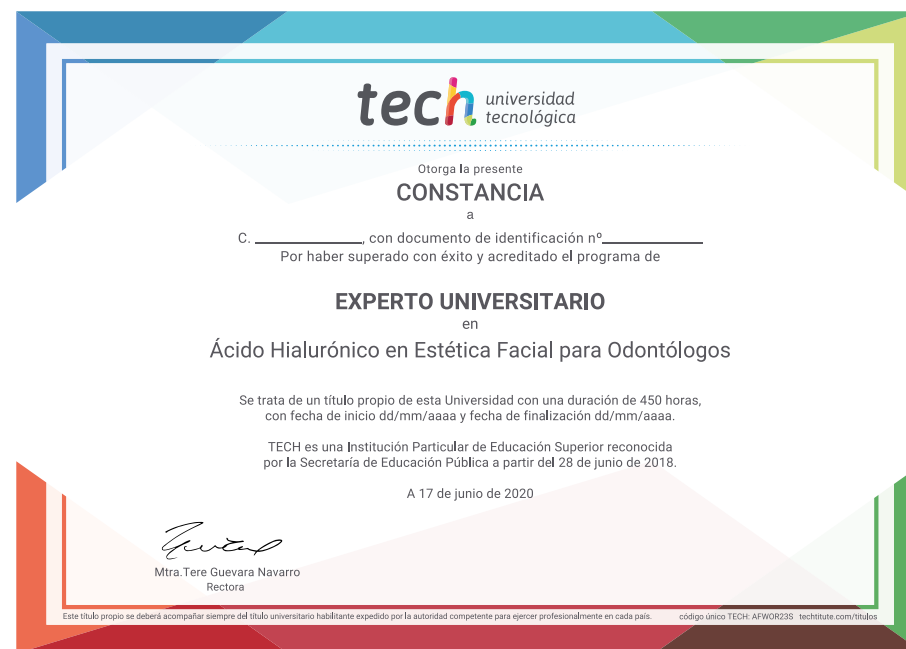 tech universidad
tecnológica
Otorga la presente
CONSTANCIA
a
C. ____________, con documento de identificación nº____________
Por haber superado con éxito y acreditado el programa de
EXPERTO UNIVERSITARIO
en
Ácido Hialurónico en Estética Facial para Odontólogos
Se trata de un título propio de esta Universidad con una duración de 450 horas,
con fecha de inicio dd/mm/aaaa y fecha de finalización dd/mm/aaaa.
TECH es una Institución Particular de Educación Superior reconocida
por la Secretaría de Educación Pública a partir del 28 de junio de 2018.
A 17 de junio de 2020
Mtra.Tere Guevara Navarro
Rectora
Este título propio se deberá acompañar siempre del título universitario habilitante expedido por la autoridad competente para ejercer profesionalmente en cada país. código único TECH: AFWOR23S techtitute.com/titulos